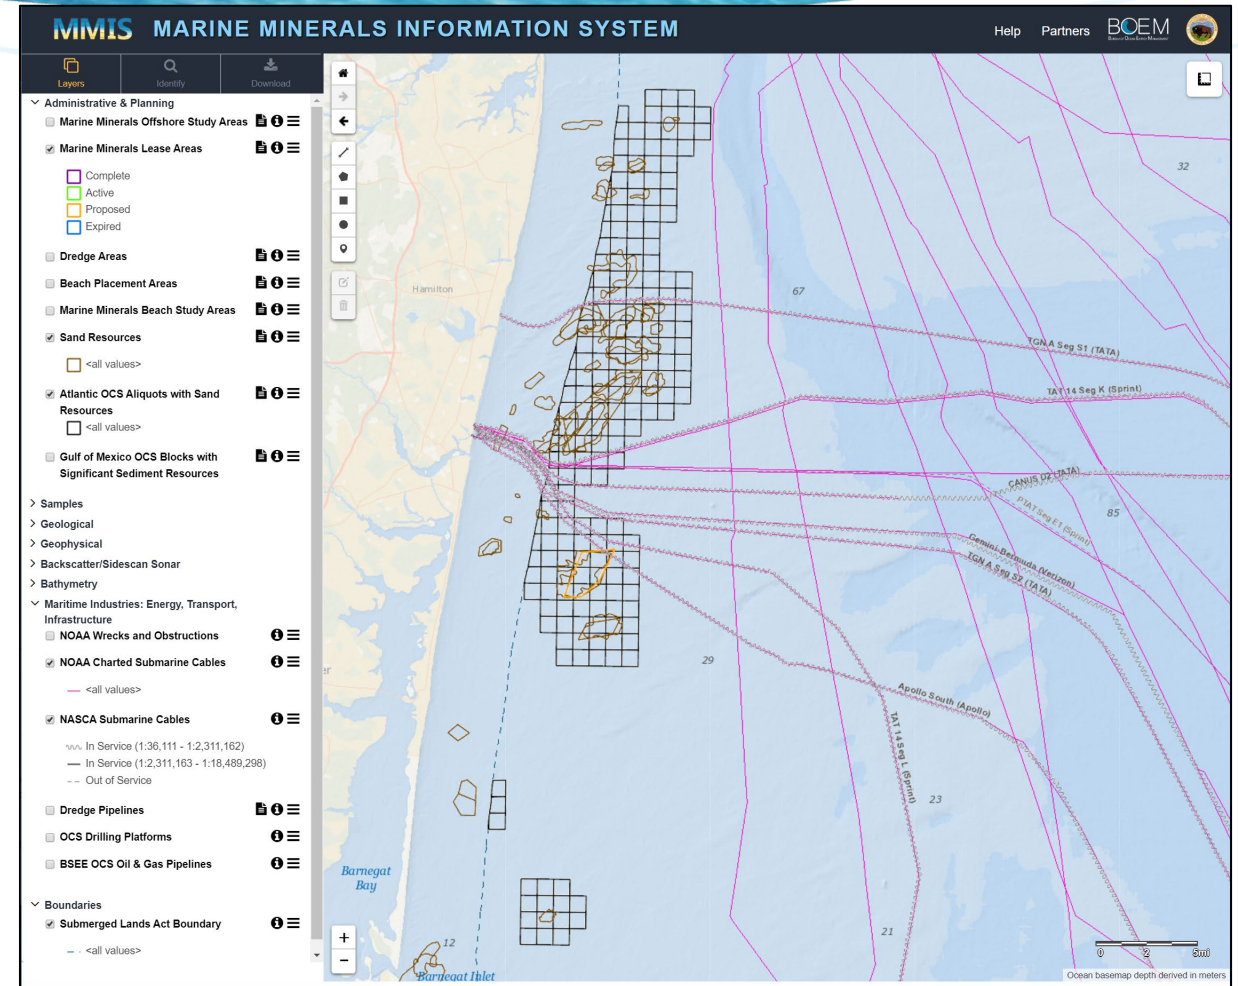 MMIS MARINE MINERALS INFORMATION SYSTEM
Help Partners BOEM
Layers Identify Download
Administrative & Planning
Marine Minerals Offshore Study Areas
Marine Minerals Lease Areas
Complete
Active
Proposed
Expired
Dredge Areas
Beach Placement Areas
Marine Minerals Beach Study Areas
Sand Resources
<all values>
Atlantic OCS Aliquots with Sand
Resources
<all values>
Gulf of Mexico OCS Blocks with
Significant Sediment Resources
Samples
Geological
Geophysical
Backscatter/Sidescan Sonar
Bathymetry
Maritime Industries: Energy, Transport,
Infrastructure
NOAA Wrecks and Obstructions
NOAA Charted Submarine Cables
<all values>
NASCA Submarine Cables
In Service (1:36,111 - 1:2,311,162)
In Service (1:2,311,163 - 1:18,489,298)
Out of Service
Dredge Pipelines
OCS Drilling Platforms
BSEE OCS Oil & Gas Pipelines
Boundaries
Submerged Lands Act Boundary
<all values>
32
Hamilton
67
TGN A Seg S1 (TATA)
TAT 14 Seg K (Sprint)
CANUS D2 (TATA)
PTAT Seg E1 (Sprint)
85
Gemini-Bermuda (Verizon)
TGN A Seg S2 (TATA)
29
Apollo South (Apollo)
TAT 14 Seg L (Sprint)
23
Barnegat
Bay
21
12
Barnegat Inlet
0 2 5mi
Ocean basemap depth derived in meters